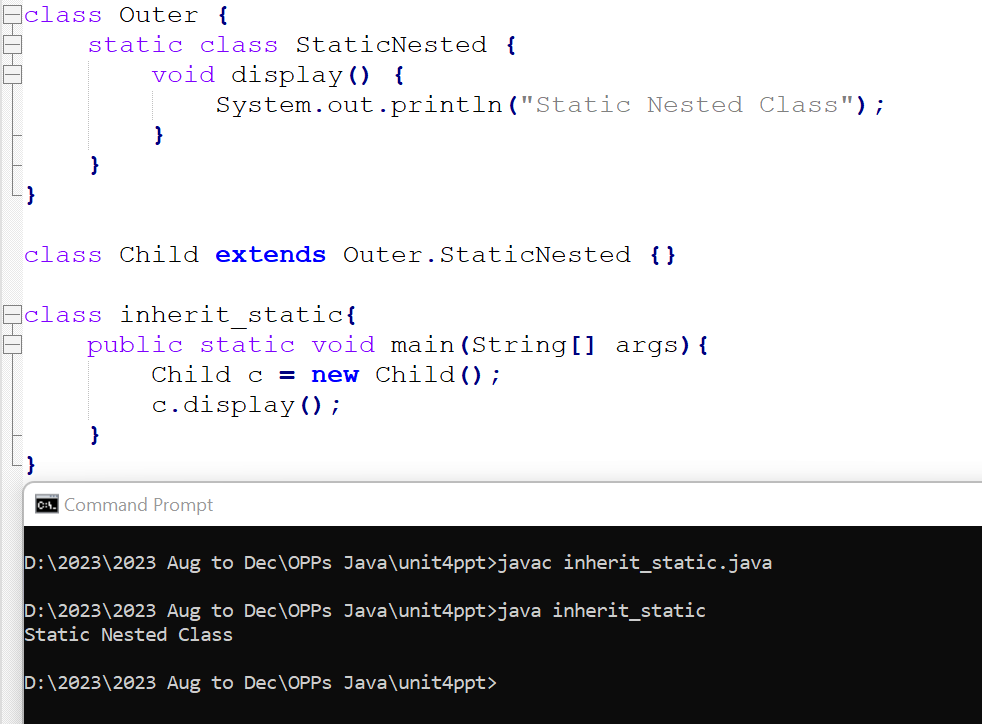 class Outer {
static class StaticNested {
void display() {
System.out.println("Static Nested Class");
}
}
}
class Child extends Outer.StaticNested {}
class inherit_static{
public static void main(String[] args){
Child c = new Child();
c.display();
}
}
C:\. Command Prompt
D:\2023\2023 Aug to Dec\OPPs Java\unit4ppt>javac inherit_static.java
D:\2023\2023 Aug to Dec\OPPs Java\unit4ppt>java inherit_static
Static Nested Class
D:\2023\2023 Aug to Dec\OPPs Java\unit4ppt>